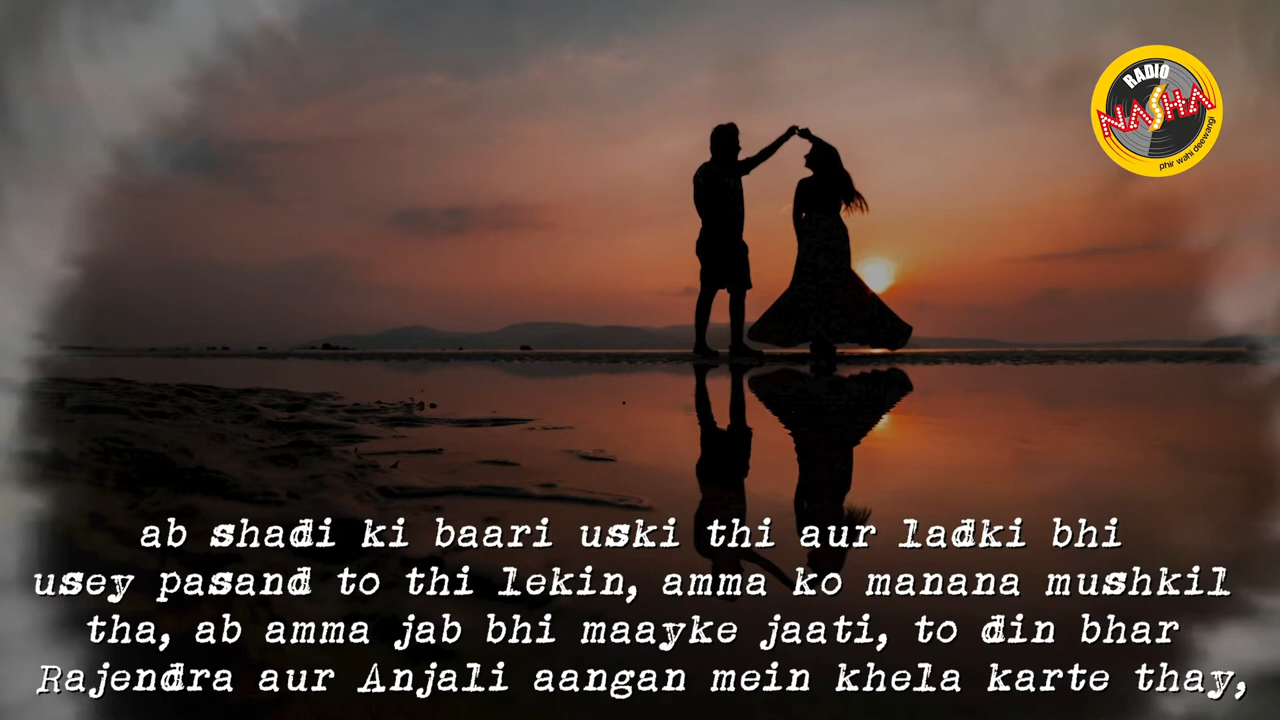 RADIO
NASHA
phir wahi deewangi
ab shadi ki baari uski thi aur ladki bhi
usey pasand to thi lekin, amma ko manana mushkil
tha, ab amma jab bhi maayke jaati, to din bhar
Rajendra aur Anjali aangan mein khela karte thay,